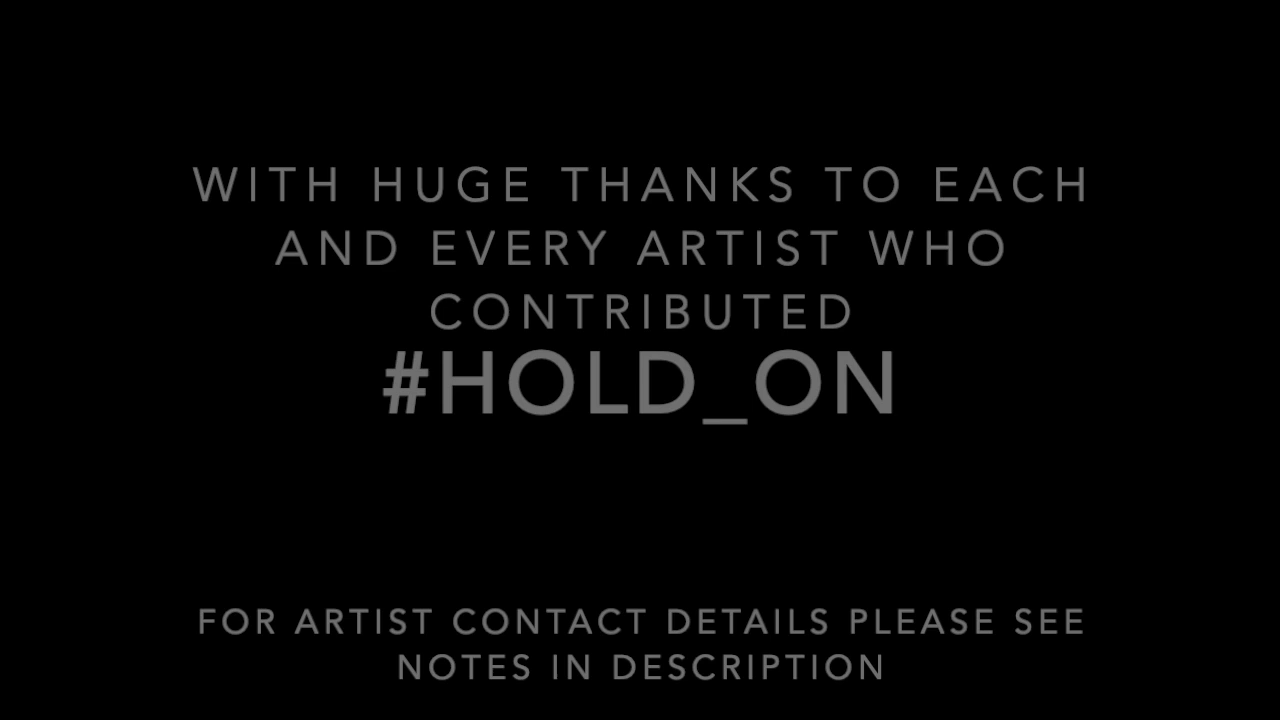 WITH HUGE THANKS TO EACH
AND EVERY ARTIST WHO
CONTRIBUTED
#HOLD_ON
FOR ARTIST CONTACT DETAILS PLEASE SEE
NOTES IN DESCRIPTION